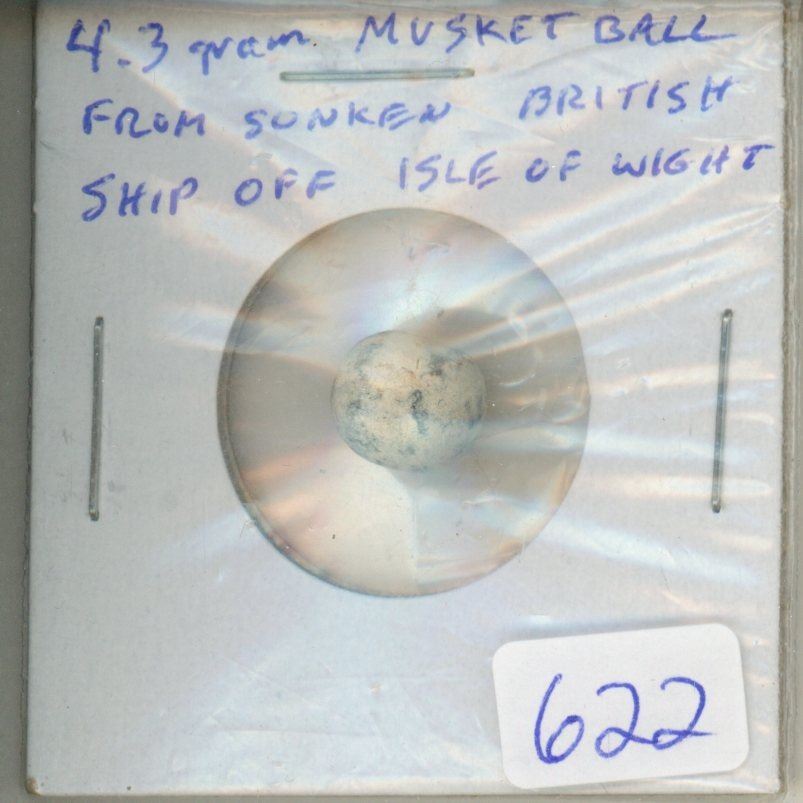 4.3 gram MUSKET BALL
FROM SUNKEN BRITISH
SHIP OFF ISLE OF WIGHT
622